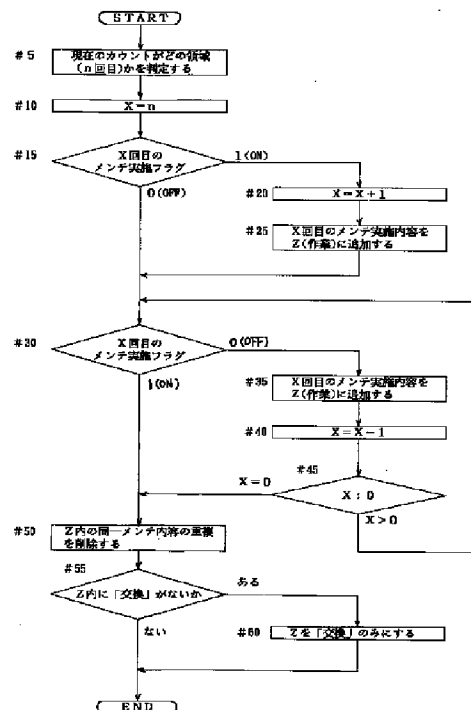 START
#5
現在のカウントがどの領域
(n回目)かを判定する
#10
X=n
#15
X回目の
メンテ実施フラグ
1(ON)
0(OFF)
#20
X=X+1
#25
X回目のメンテ実施内容を
Z(作業)に追加する
#30
X回目の
メンテ実施フラグ
0(OFF)
1(ON)
#35
X回目のメンテ実施内容を
Z(作業)に追加する
#40
X=X-1
#45
X:0
X=0
X>0
#50
Z内の同一メンテ内容の重複
を削除する
#55
Z内に「交換」がないか
ある
ない
#60
Zを「交換」のみにする
END